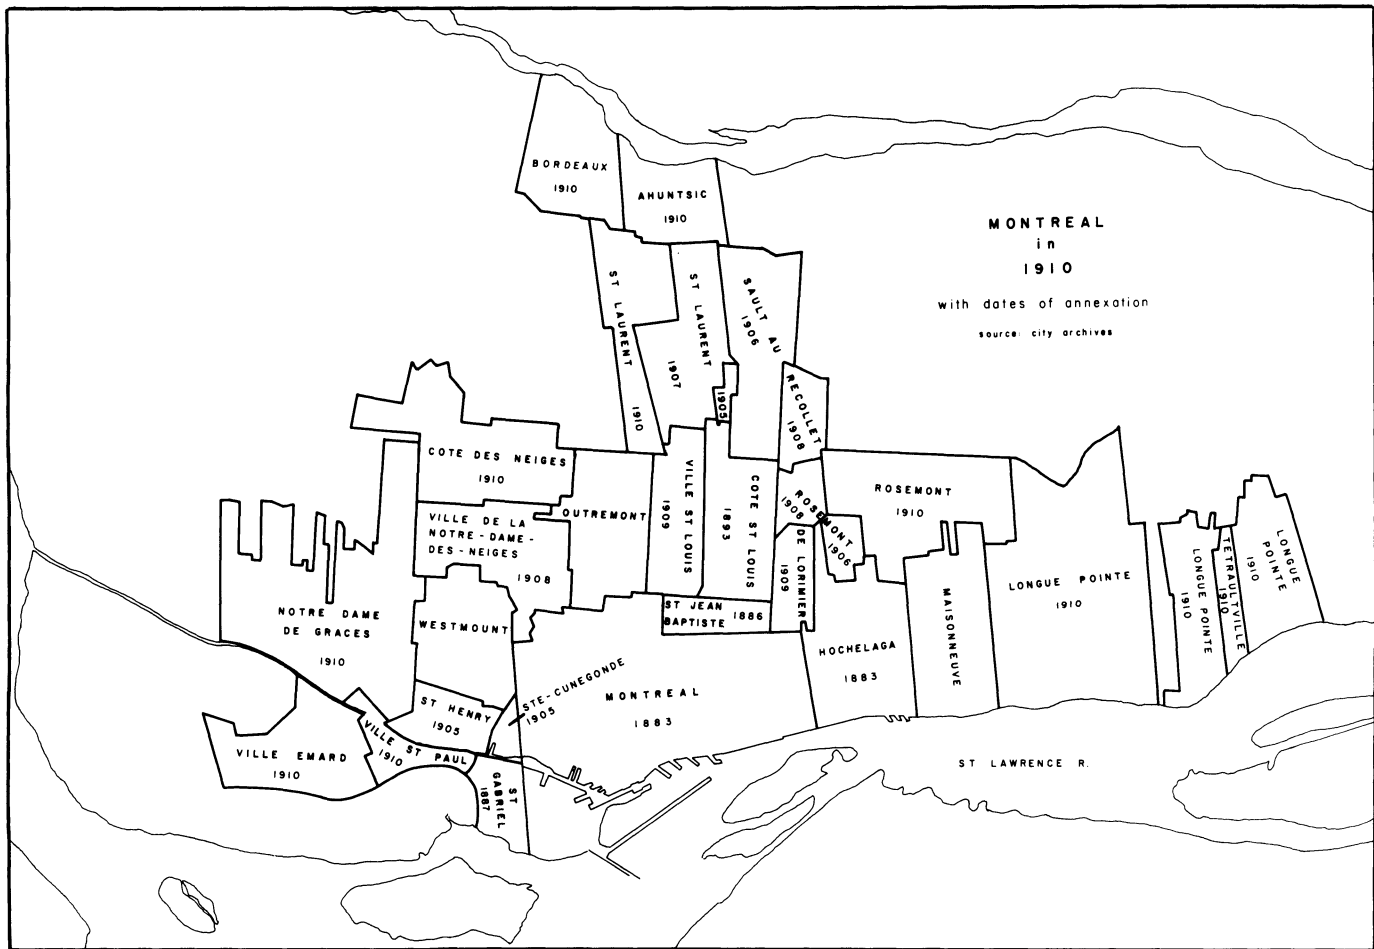 BORDEAUX
1910
AHUNTSIC
1910
MONTREAL
in
1910
with dates of annexation
source: city archives
ST LAURENT
1910
ST LAURENT
1907
1905
SAULT AU
1906
RECOLLET
1908
COTE DES NEIGES
1910
VILLE DE LA
NOTRE-DAME-
DES-NEIGES
1908
OUTREMONT
VILLE ST LOUIS
1909
COTE ST LOUIS
1893
ROSEMONT
1908
1906
ROSEMONT
1910
DE LORIMIER
1909
ST JEAN
BAPTISTE 1886
NOTRE DAME
DE GRACES
1910
WESTMOUNT
HOCHELAGA
1883
MAISONNEUVE
LONGUE POINTE
1910
LONGUE POINTE
1910
TETRAULTVILLE
1910
LONGUE
POINTE
1910
ST HENRY
1905
STE-CUNEGONDE
1905
MONTREAL
1883
VILLE EMARD
1910
VILLE ST PAUL
1910
ST
GABRIEL
1887
ST LAWRENCE R.